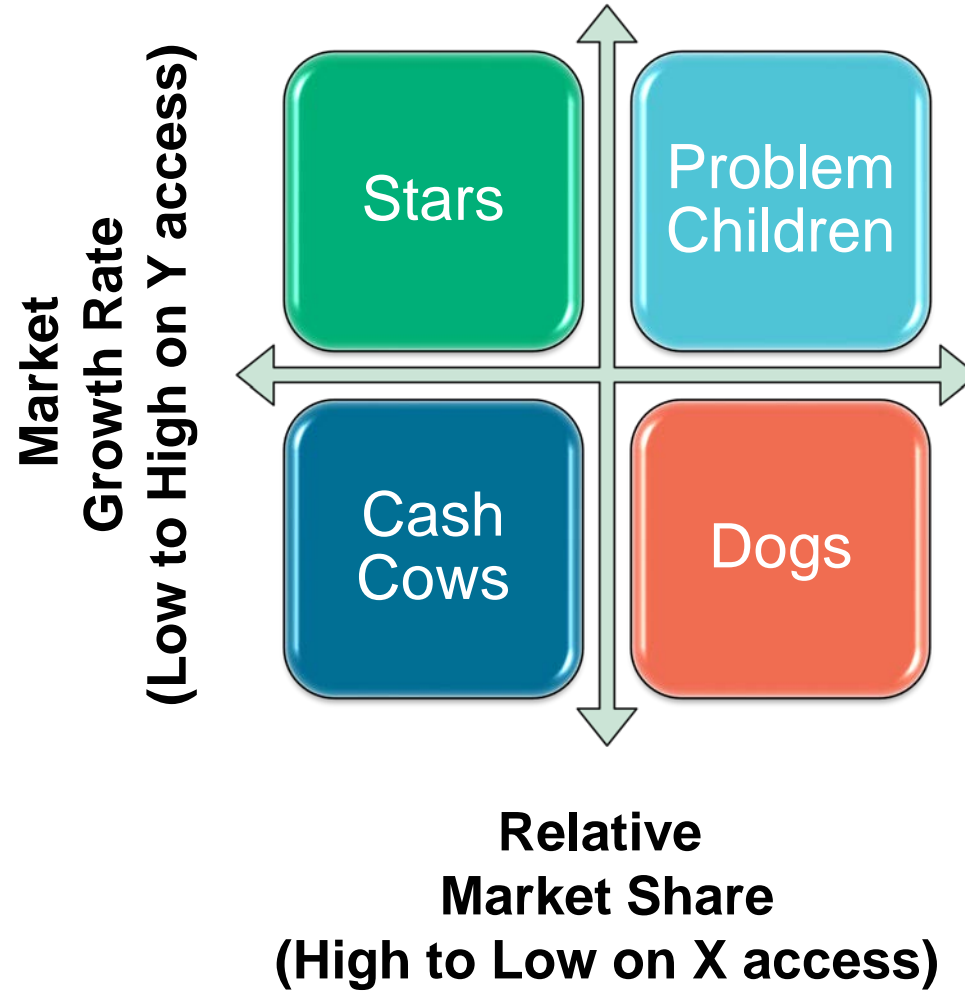 Market
Growth Rate
(Low to High on Y access)
Stars
Problem
Children
Cash
Cows
Dogs
Relative
Market Share
(High to Low on X access)